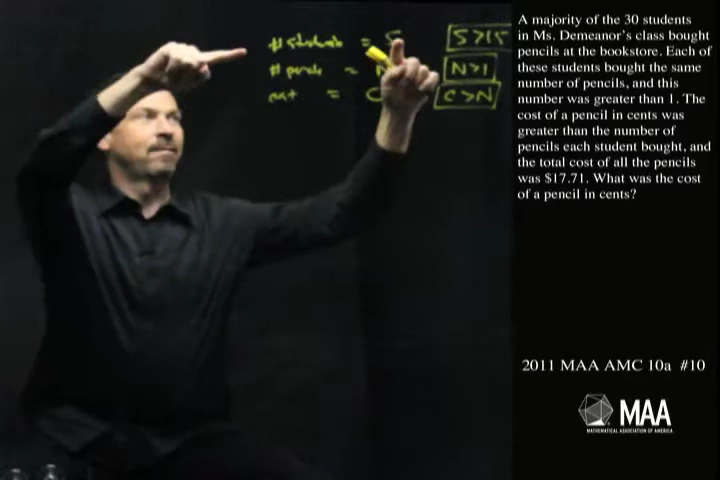 # students = S S>15
# pencils = N N>1
cost = C C>N
A majority of the 30 students
in Ms. Demeanor's class bought
pencils at the bookstore. Each of
these students bought the same
number of pencils, and this
number was greater than 1. The
cost of a pencil in cents was
greater than the number of
pencils each student bought, and
the total cost of all the pencils
was $17.71. What was the cost
of a pencil in cents?
2011 MAA AMC 10a #10
MAA
MATHEMATICAL ASSOCIATION OF AMERICA